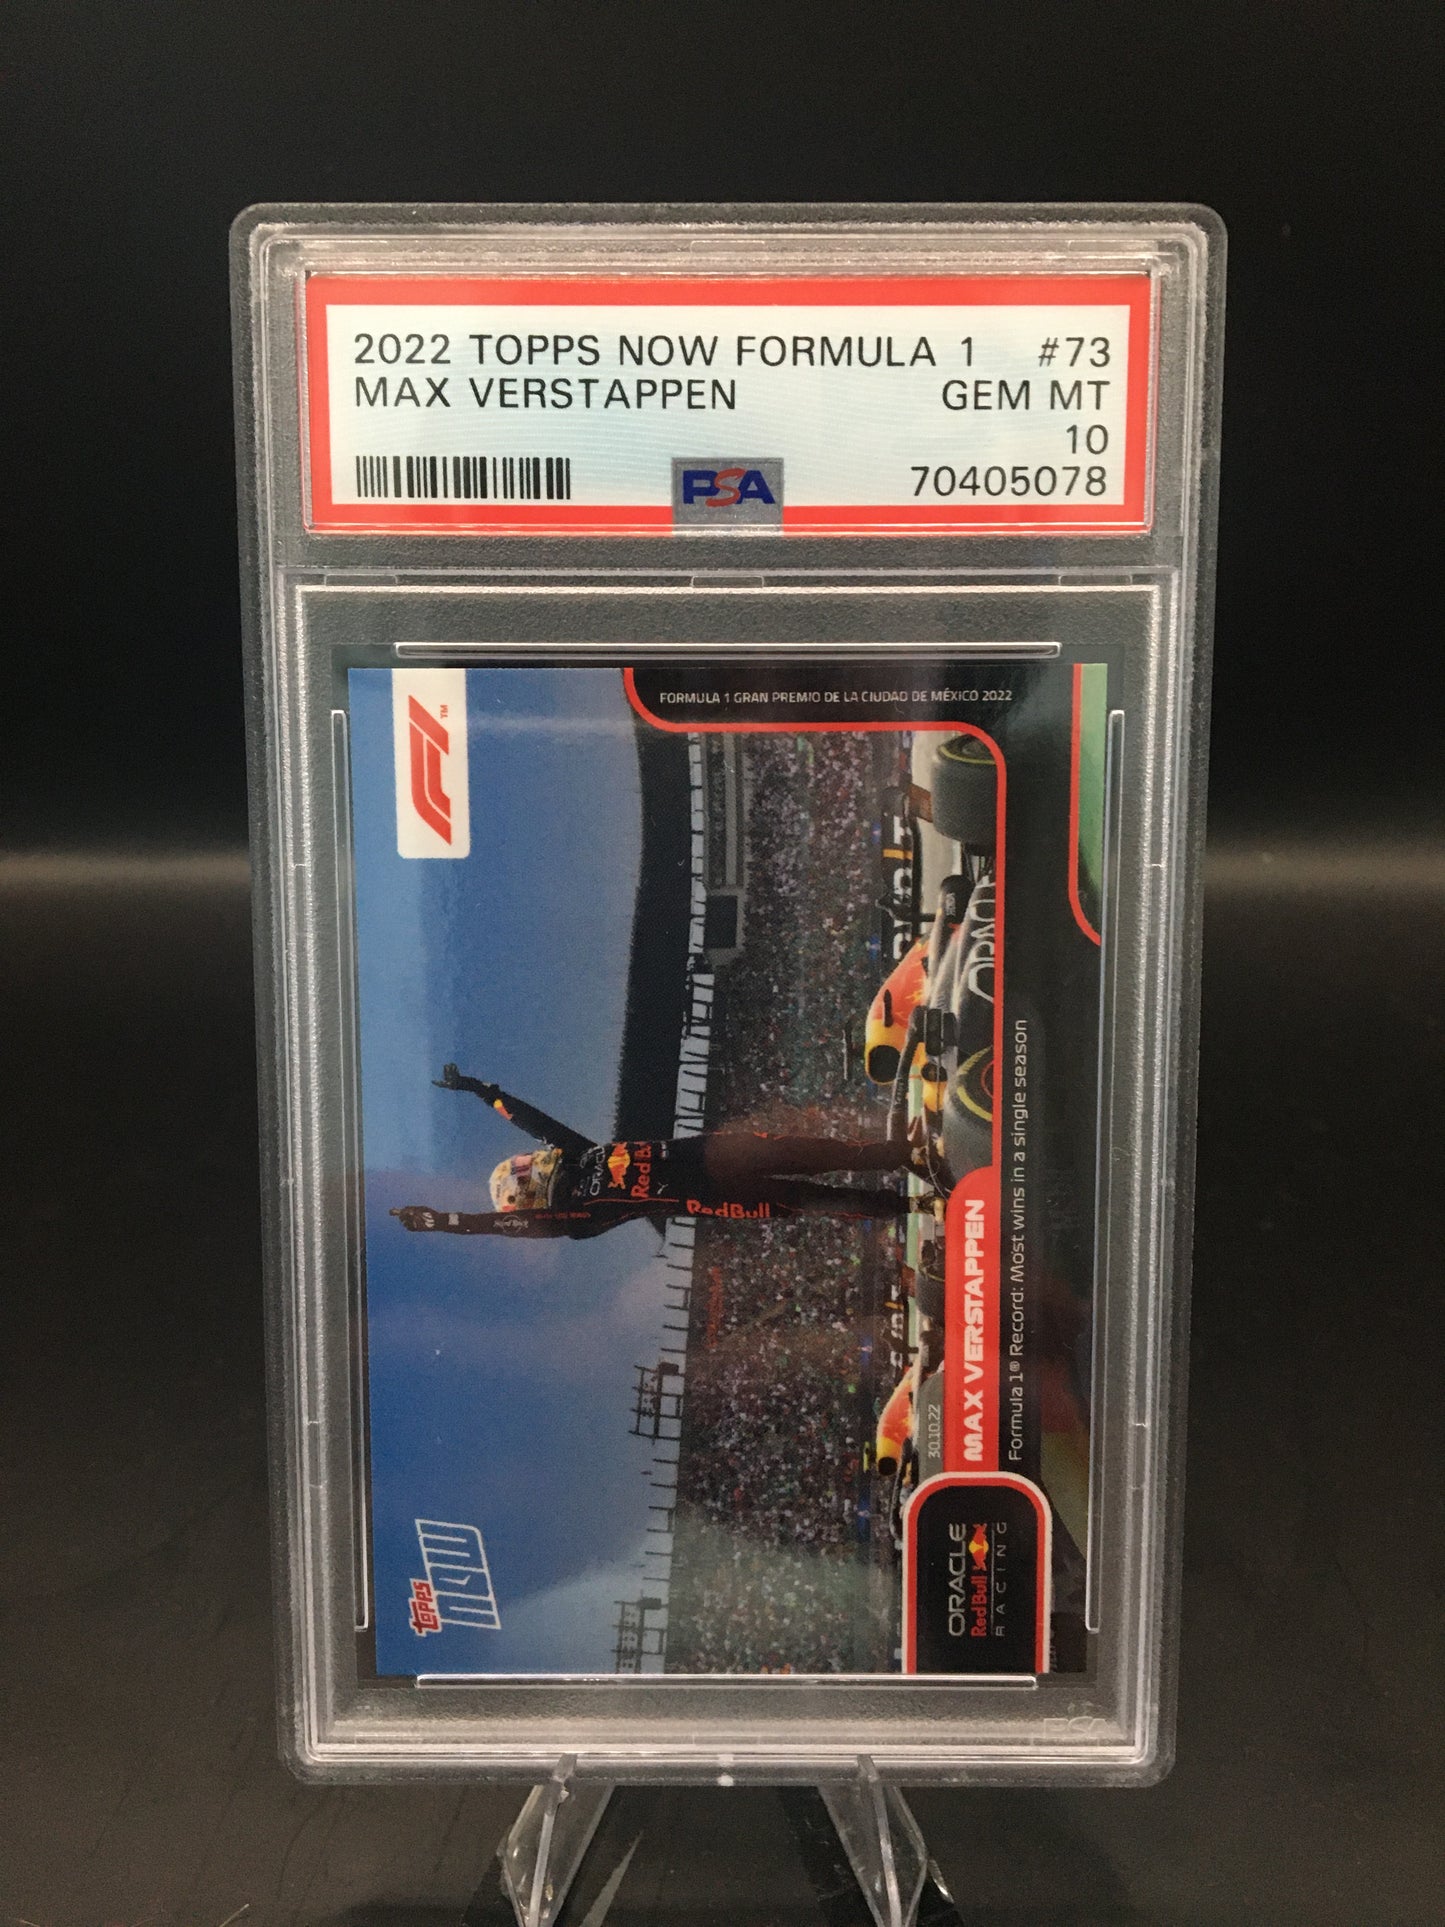 2022 TOPPS NOW FORMULA 1 #73
MAX VERSTAPPEN GEM MT
10
PSA 70405078
F1™
FORMULA 1 GRAN PREMIO DE LA CIUDAD DE MÉXICO 2022
ORACLE
Red Bull
Red Bull
topps
NOW
30.10.22
MAX VERSTAPPEN
Formula 1® Record: Most wins in a single season
ORACLE
Red Bull
RACING
PSA